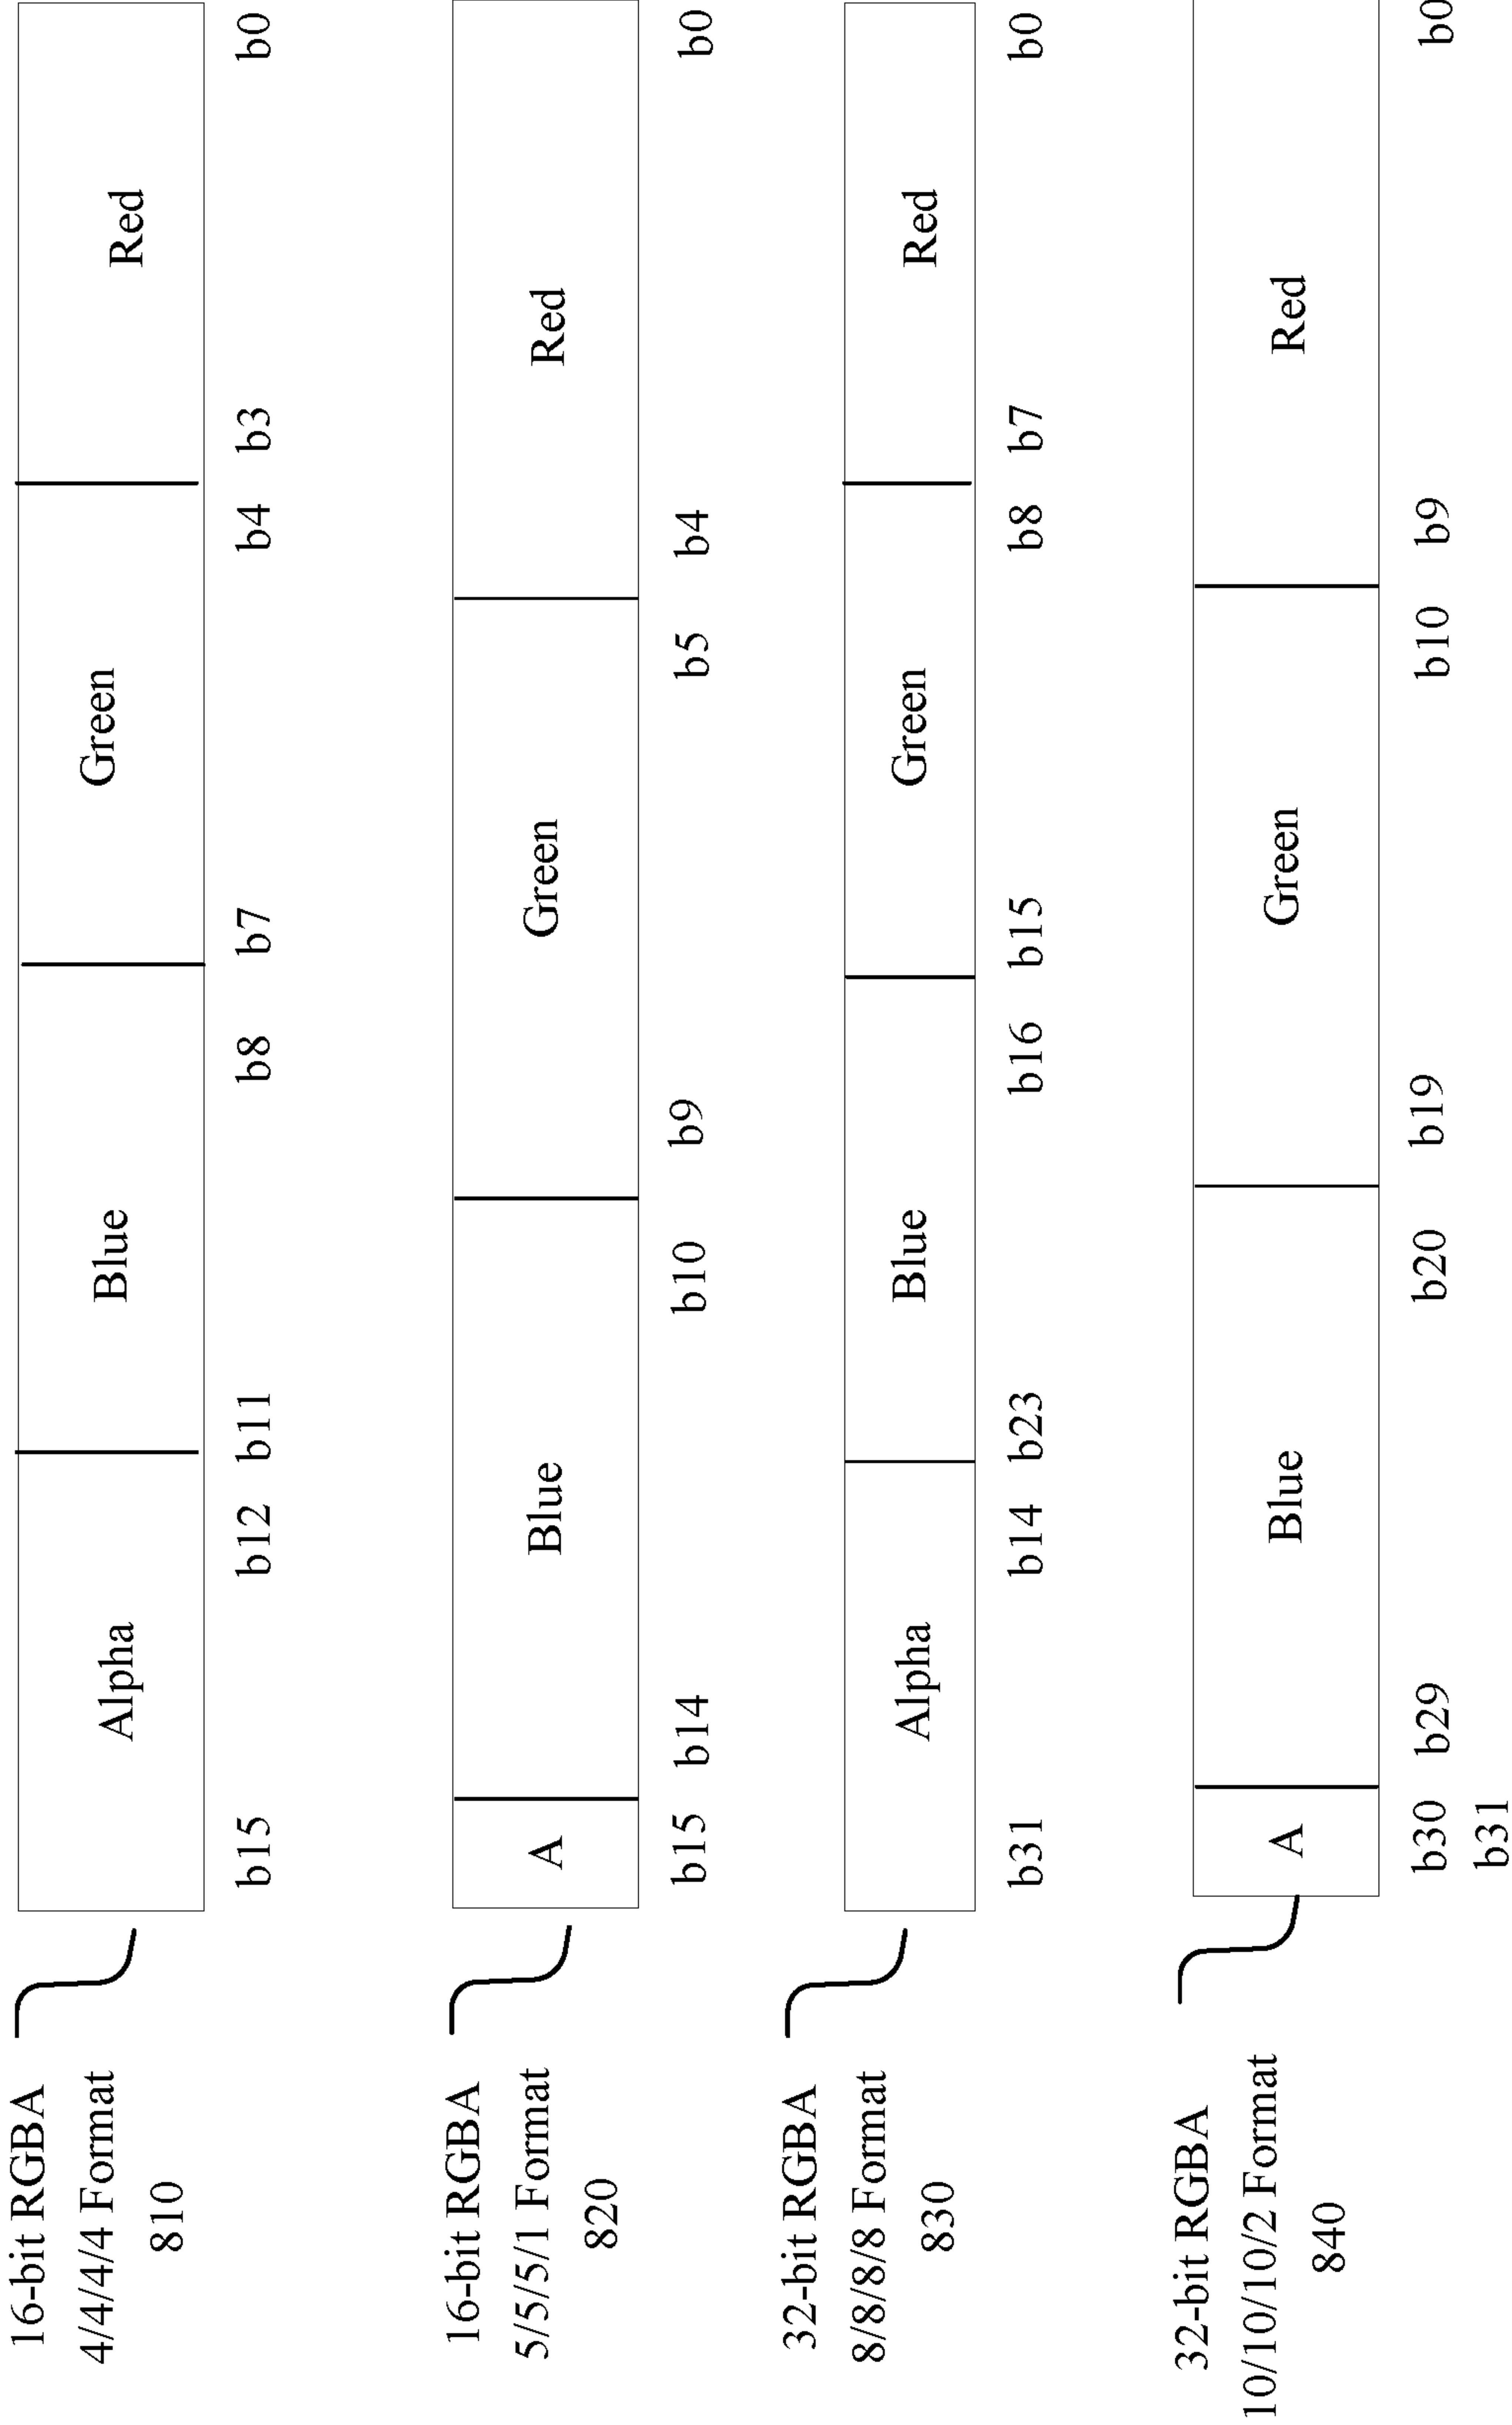 16-bit RGBA
4/4/4/4 Format
810
Alpha Blue Green Red
b15 b12 b11 b8 b7 b4 b3 b0
16-bit RGBA
5/5/5/1 Format
820
A Blue Green Red
b15 b14 b10 b9 b5 b4 b0
32-bit RGBA
8/8/8/8 Format
830
Alpha Blue Green Red
b31 b14 b23 b16 b15 b8 b7 b0
32-bit RGBA
10/10/10/2 Format
840
A Blue Green Red
b30 b29 b20 b19 b10 b9 b0
b31